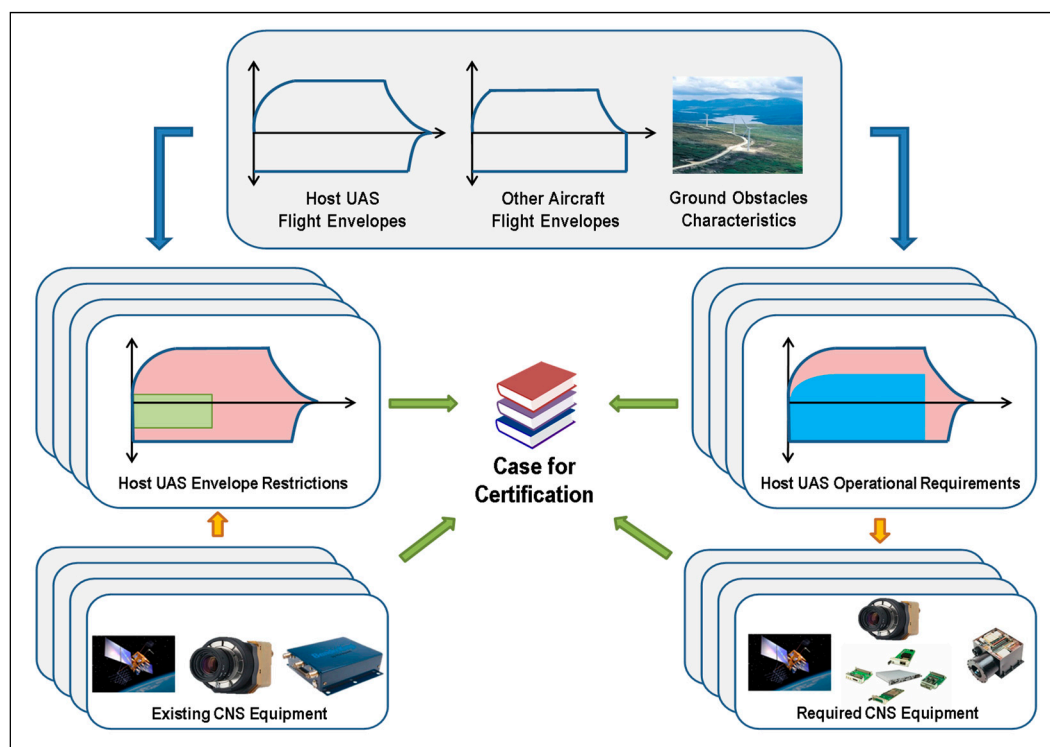 Host UAS
Flight Envelopes
Other Aircraft
Flight Envelopes
Ground Obstacles
Characteristics
Host UAS Envelope Restrictions
Case for
Certification
Host UAS Operational Requirements
Existing CNS Equipment
Required CNS Equipment